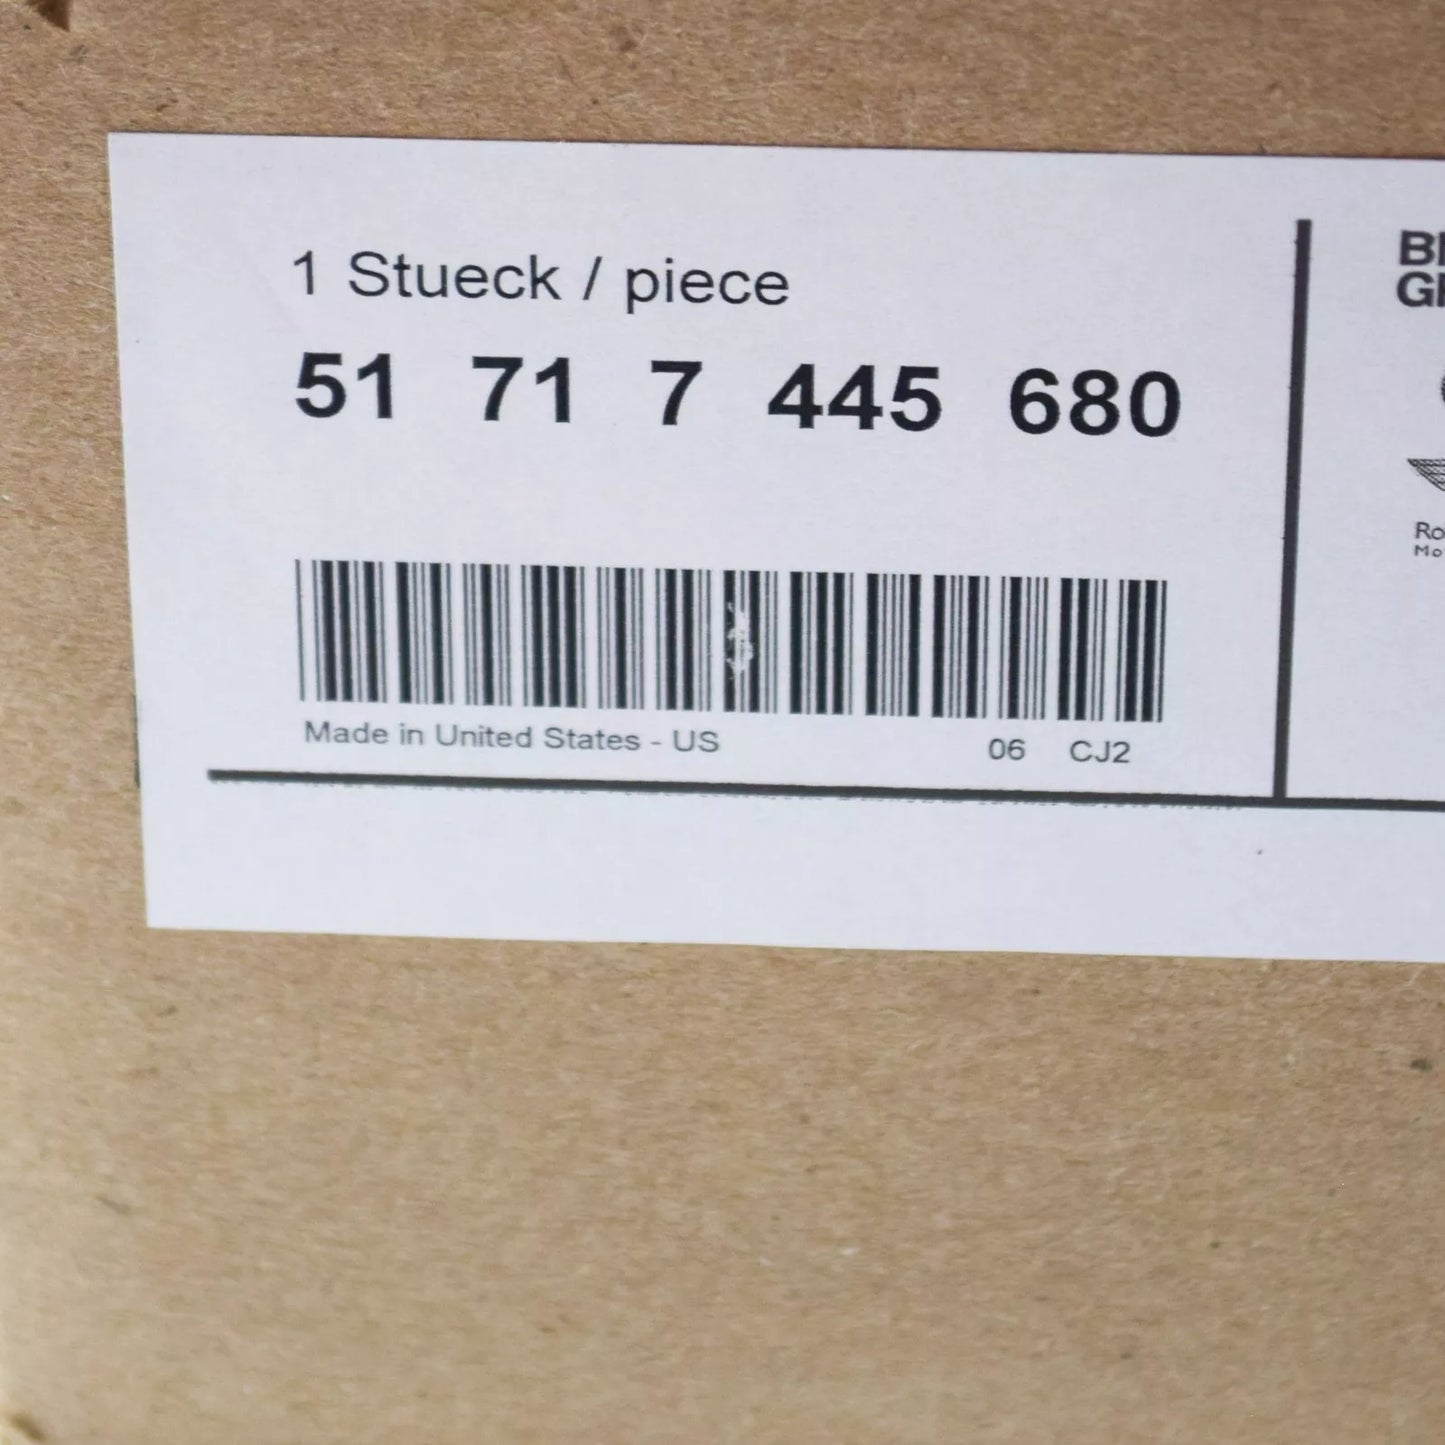 1 Stueck / piece
51 71 7 445 680
Made in United States - US
06 CJ2